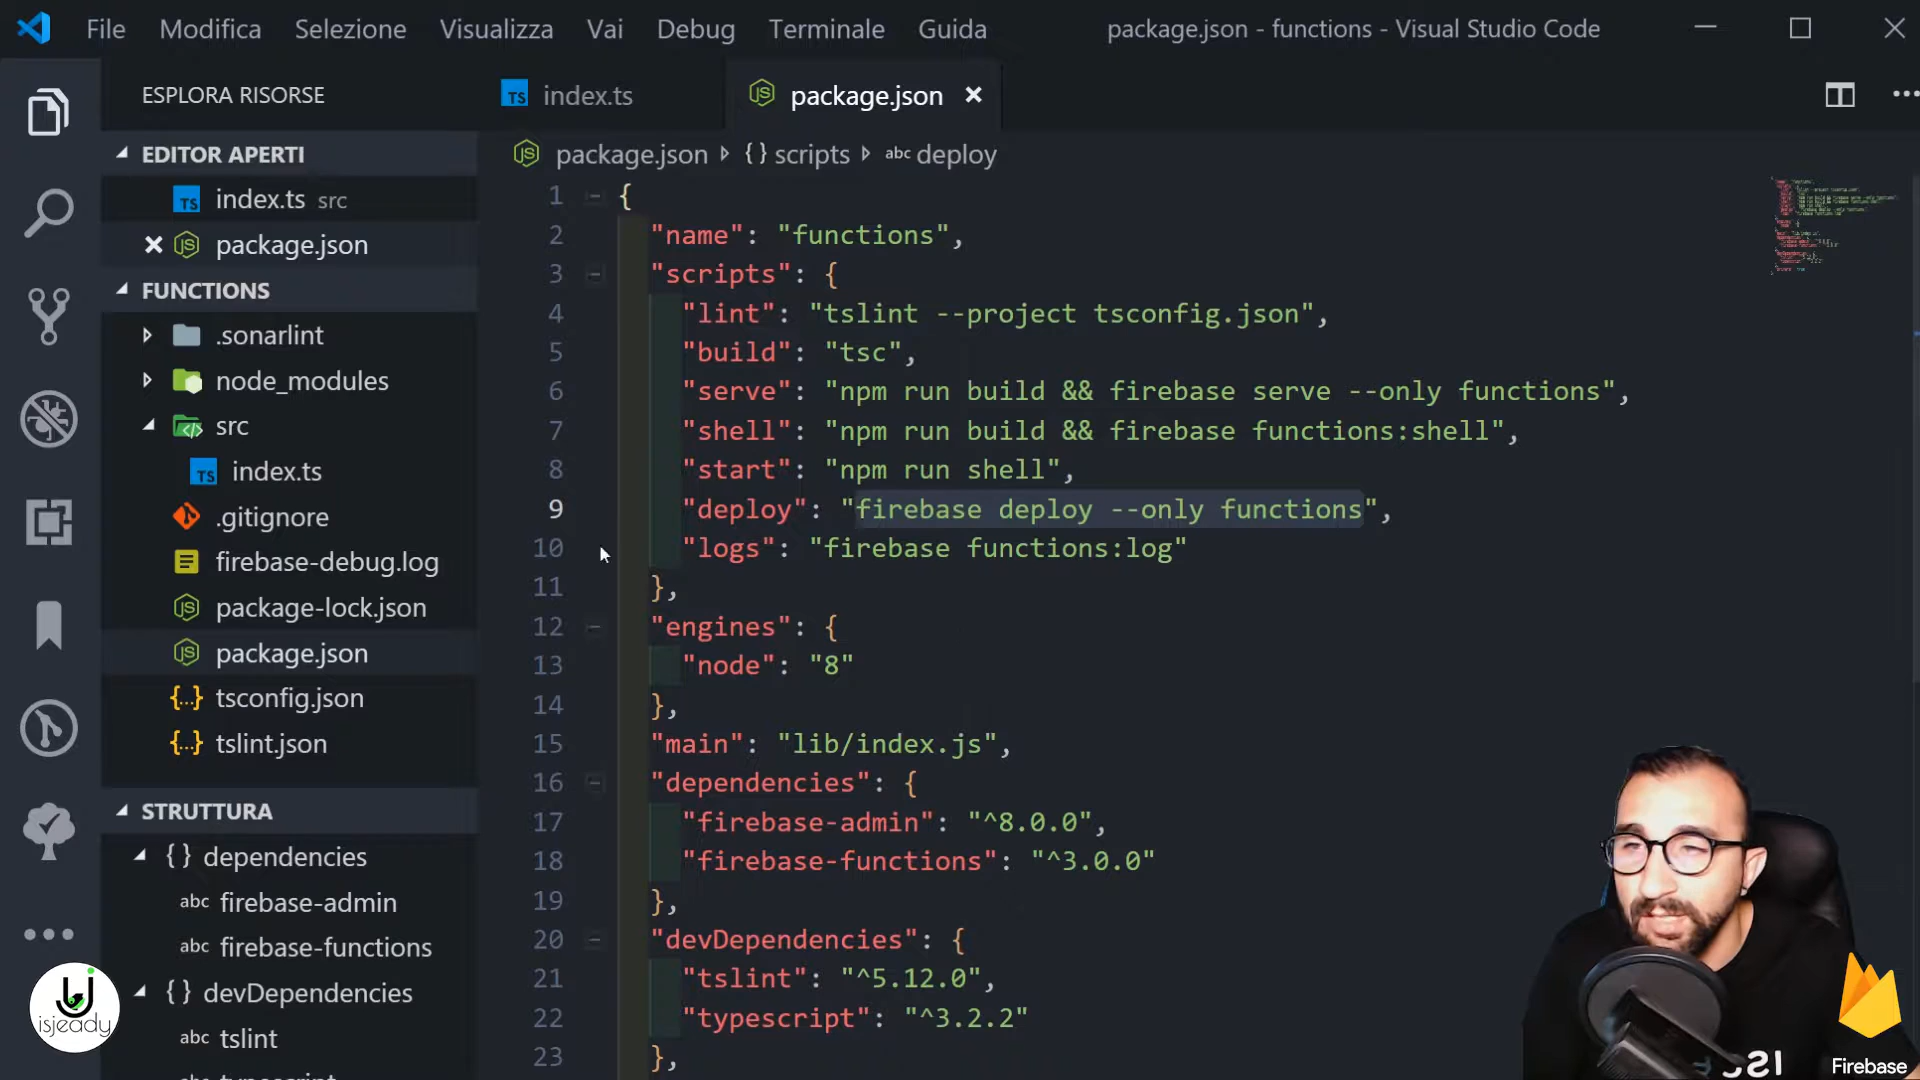 File Modifica Selezione Visualizza Vai Debug Terminale Guida package.json - functions - Visual Studio Code
ESPLORA RISORSE
EDITOR APERTI
TS index.ts src
JS package.json
FUNCTIONS
.sonarlint
node_modules
src
TS index.ts
.gitignore
firebase-debug.log
JS package-lock.json
JS package.json
{...} tsconfig.json
{...} tslint.json
STRUTTURA
{} dependencies
abc firebase-admin
abc firebase-functions
{} devDependencies
abc tslint
TS index.ts
JS package.json
JS package.json {} scripts abc deploy
1 {
2 "name": "functions",
3 "scripts": {
4 "lint": "tslint --project tsconfig.json",
5 "build": "tsc",
6 "serve": "npm run build && firebase serve --only functions",
7 "shell": "npm run build && firebase functions:shell",
8 "start": "npm run shell",
9 "deploy": "firebase deploy --only functions",
10 "logs": "firebase functions:log"
11 },
12 "engines": {
13 "node": "8"
14 },
15 "main": "lib/index.js",
16 "dependencies": {
17 "firebase-admin": "^8.0.0",
18 "firebase-functions": "^3.0.0"
19 },
20 "devDependencies": {
21 "tslint": "^5.12.0",
22 "typescript": "^3.2.2"
23 },
isjeady
Firebase